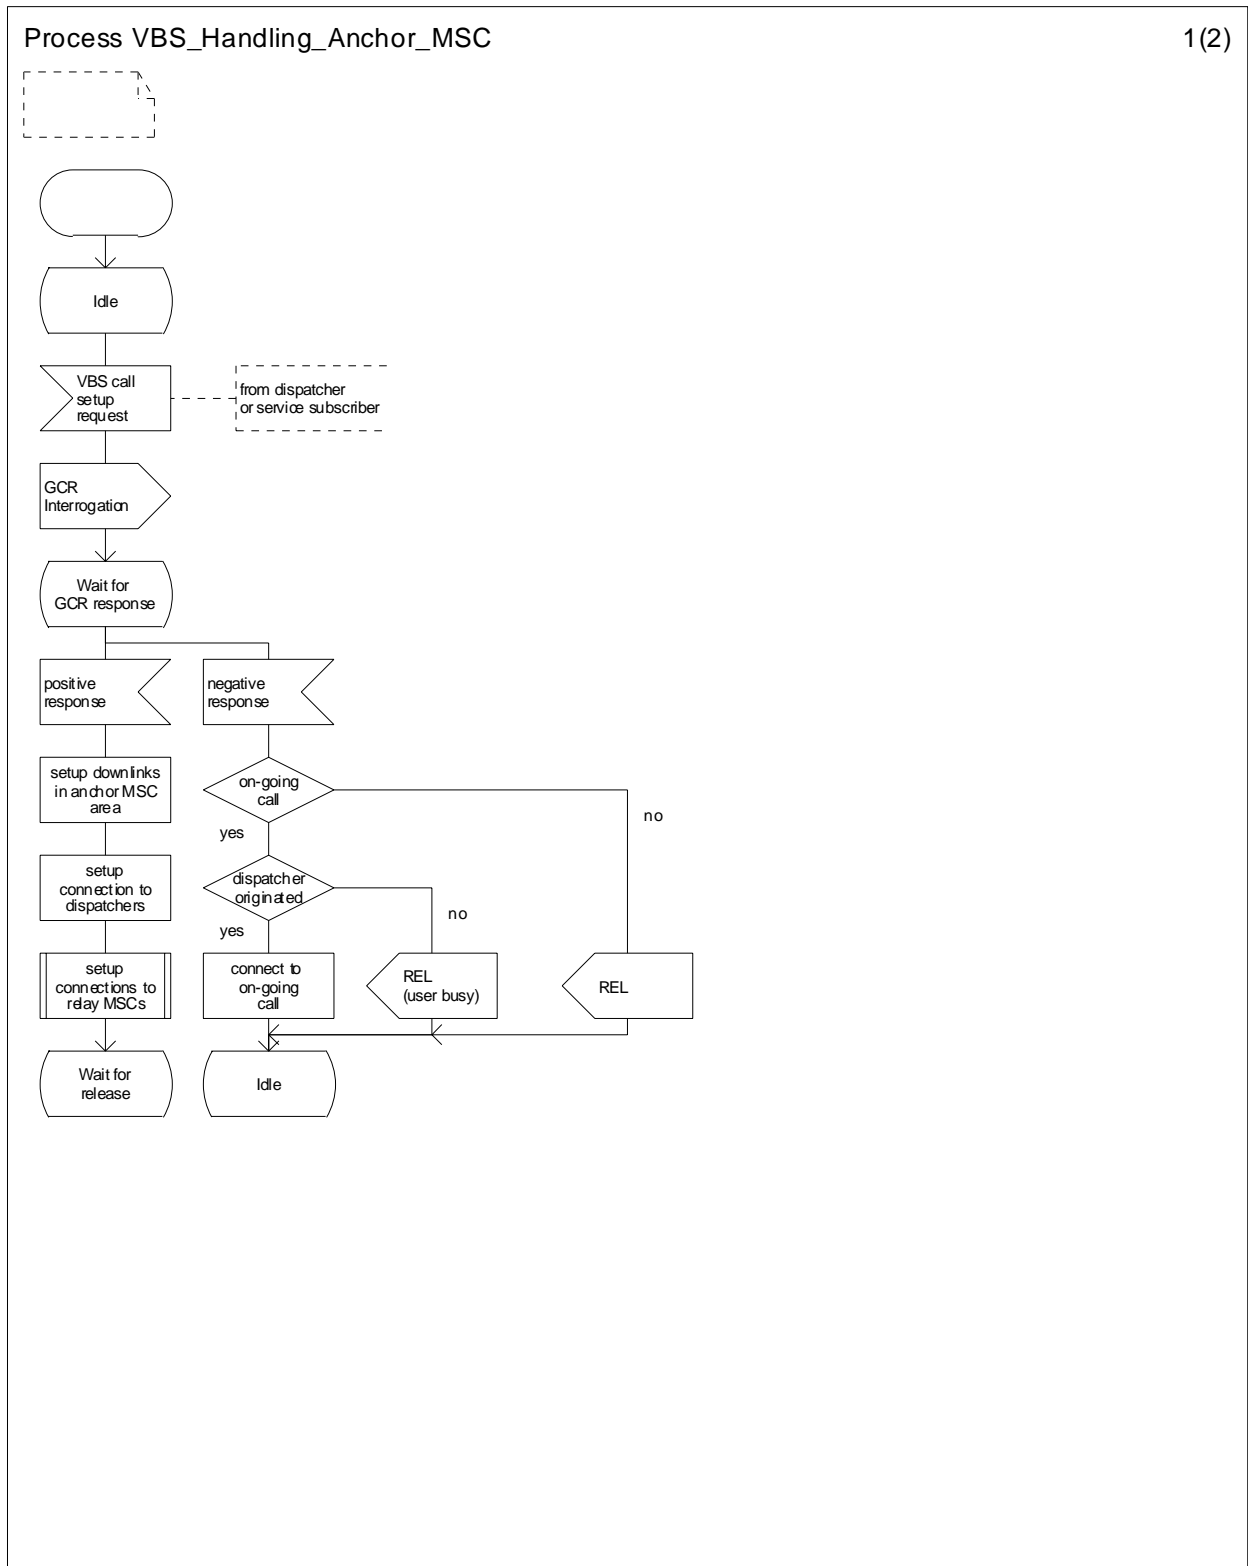 Process VBS_Handling_Anchor_MSC
1(2)
Idle
VBS call
setup
request
from dispatcher
or service subscriber
GCR
Interrogation
Wait for
GCR response
positive
response
negative
response
setup downlinks
in anchor MSC
area
on-going
call
no
yes
setup
connection to
dispatchers
dispatcher
originated
no
yes
setup
connections to
relay MSCs
connect to
on-going
call
REL
(user busy)
REL
Wait for
release
Idle